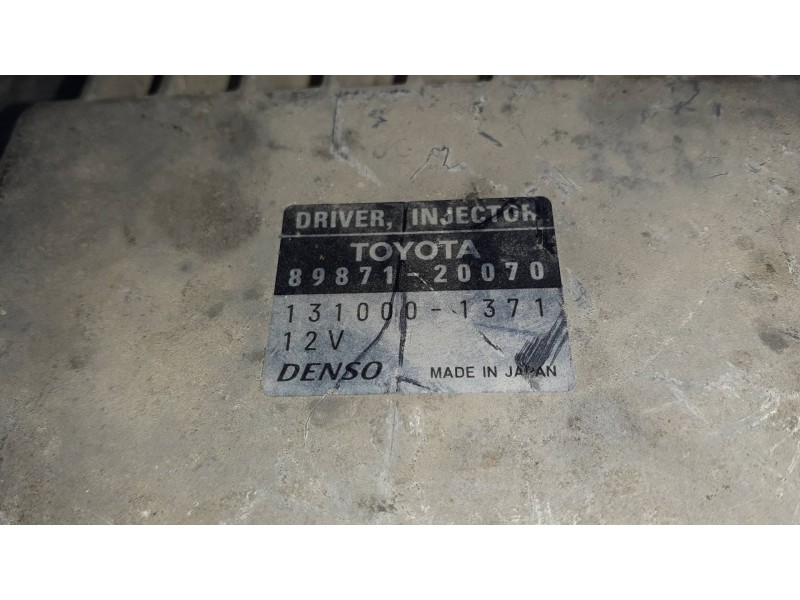 DRIVER, INJECTOR
TOYOTA
89871-20070
131000-1371
12V
DENSO MADE IN JAPAN